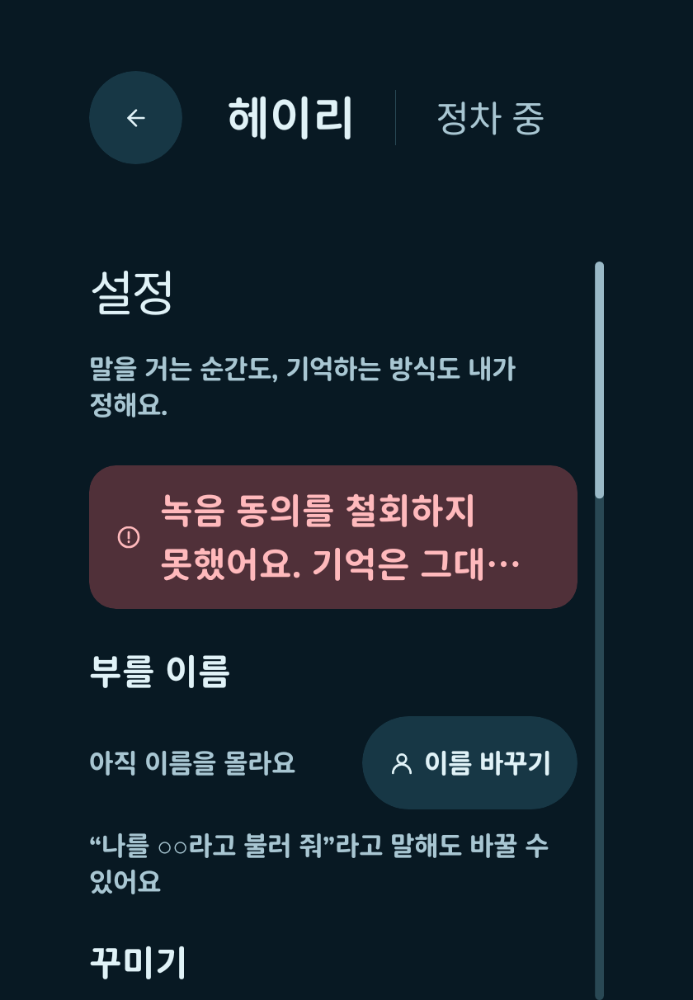 헤이리
정차 중
설정
말을 거는 순간도, 기억하는 방식도 내가
정해요.
녹음 동의를 철회하지
못했어요. 기억은 그대…
부를 이름
아직 이름을 몰라요
이름 바꾸기
“나를 ○○라고 불러 줘”라고 말해도 바꿀 수
있어요
꾸미기